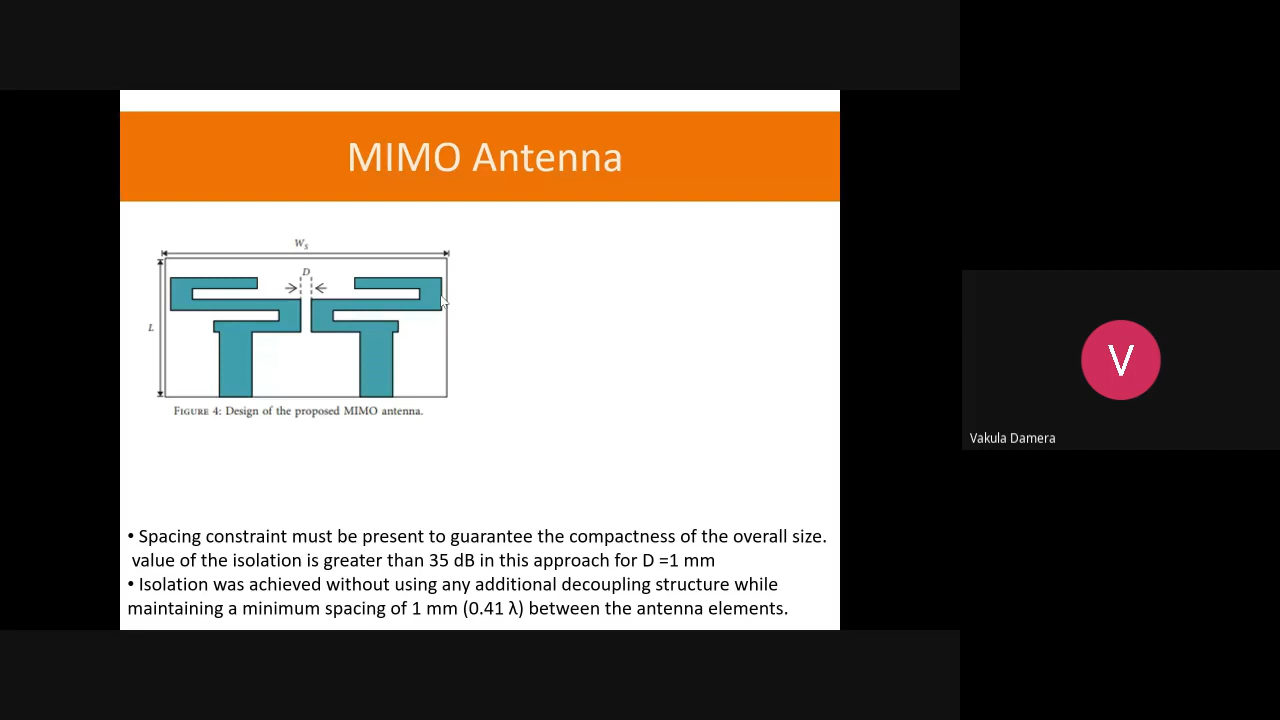 MIMO Antenna
Ws
D
L
FIGURE 4: Design of the proposed MIMO antenna.
• Spacing constraint must be present to guarantee the compactness of the overall size.
value of the isolation is greater than 35 dB in this approach for D =1 mm
• Isolation was achieved without using any additional decoupling structure while
maintaining a minimum spacing of 1 mm (0.41 λ) between the antenna elements.
V
Vakula Damera